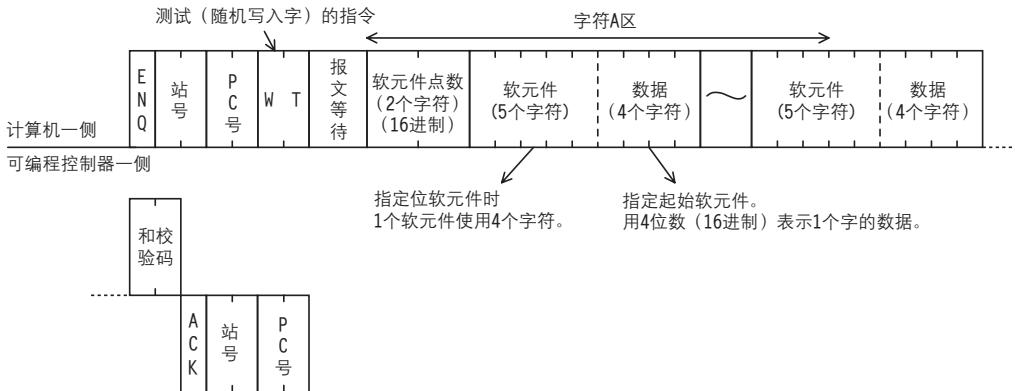 测试（随机写入字）的指令
字符A区
ENQ
站号
PC号
W T
报文等待
软元件点数
(2个字符)
(16进制)
软元件
(5个字符)
数据
(4个字符)
软元件
(5个字符)
数据
(4个字符)
计算机一侧
可编程控制器一侧
指定位软元件时
1个软元件使用4个字符。
指定起始软元件。
用4位数（16进制）表示1个字的数据。
和校
验码
ACK
站号
PC号